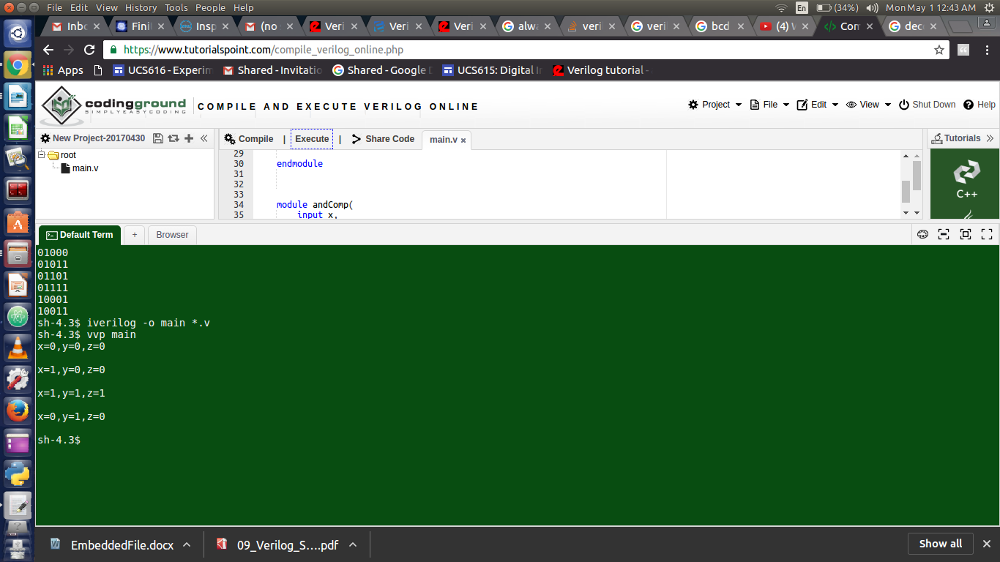 File Edit View History Tools People Help
En (34%) Mon May 1 12:43 AM
Inbo Finit Insp (no Veri Veri Veri alwa veril veril bcd (4) W Com deco
https://www.tutorialspoint.com/compile_verilog_online.php
Apps UCS616 - Experim Shared - Invitatio Shared - Google UCS615: Digital Verilog tutorial -
codingground
SIMPLYEASYCODING
COMPILE AND EXECUTE VERILOG ONLINE
Project File Edit View Shut Down Help
New Project-20170430
Compile | Execute | Share Code main.v x
Tutorials
root
main.v
29
30 endmodule
31
32
33
34 module andComp(
35 input x,
C++
Default Term + Browser
01000
01011
01101
01111
10001
10011
sh-4.3$ iverilog -o main *.v
sh-4.3$ vvp main
x=0,y=0,z=0
x=1,y=0,z=0
x=1,y=1,z=1
x=0,y=1,z=0
sh-4.3$
EmbeddedFile.docx 09_Verilog_S....pdf Show all